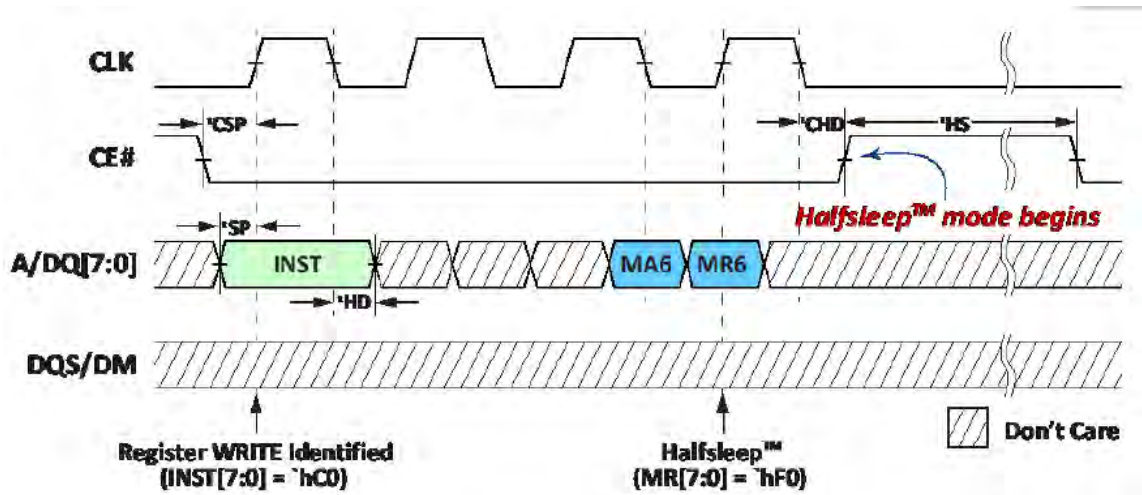 CLK
tCSP
tCHD
tHS
CE#
Halfsleep™ mode begins
tSP
A/DQ[7:0]
INST
MA6
MR6
tHD
DQS/DM
Register WRITE Identified
(INST[7:0] = `hC0)
Halfsleep™
(MR[7:0] = `hF0)
Don't Care